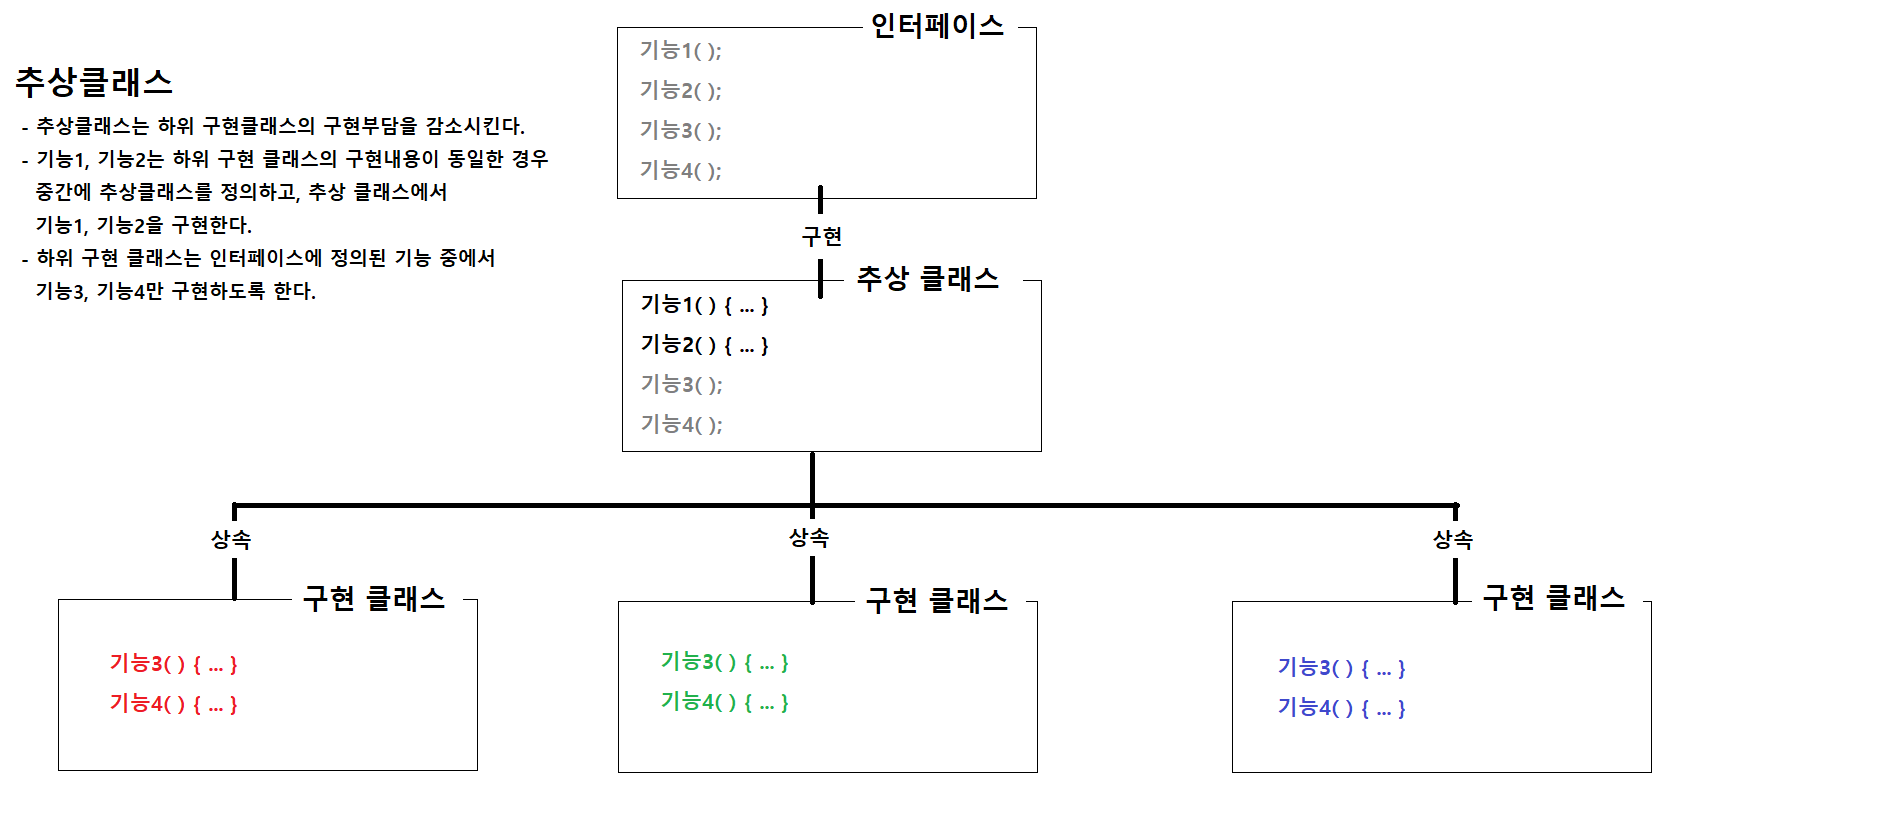 추상클래스
- 추상클래스는 하위 구현클래스의 구현부담을 감소시킨다.
- 기능1, 기능2는 하위 구현 클래스의 구현내용이 동일한 경우
중간에 추상클래스를 정의하고, 추상 클래스에서
기능1, 기능2을 구현한다.
- 하위 구현 클래스는 인터페이스에 정의된 기능 중에서
기능3, 기능4만 구현하도록 한다.
인터페이스
기능1( );
기능2( );
기능3( );
기능4( );
구현
추상 클래스
기능1( ) { ... }
기능2( ) { ... }
기능3( );
기능4( );
상속
상속
상속
구현 클래스
기능3( ) { ... }
기능4( ) { ... }
구현 클래스
기능3( ) { ... }
기능4( ) { ... }
구현 클래스
기능3( ) { ... }
기능4( ) { ... }